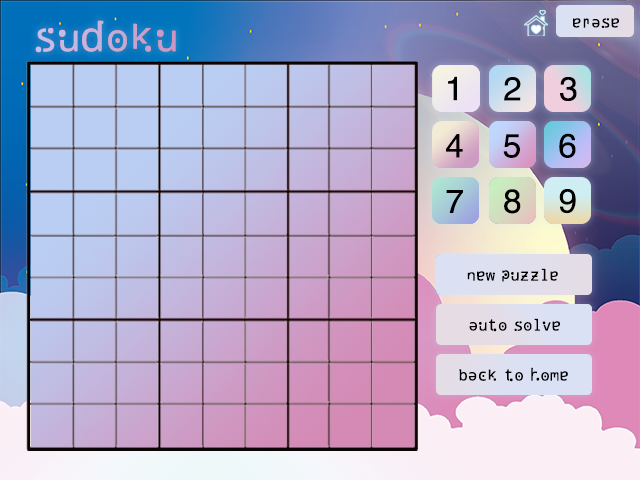 sudoku
erase
1 2 3
4 5 6
7 8 9
new puzzle
auto solve
back to home